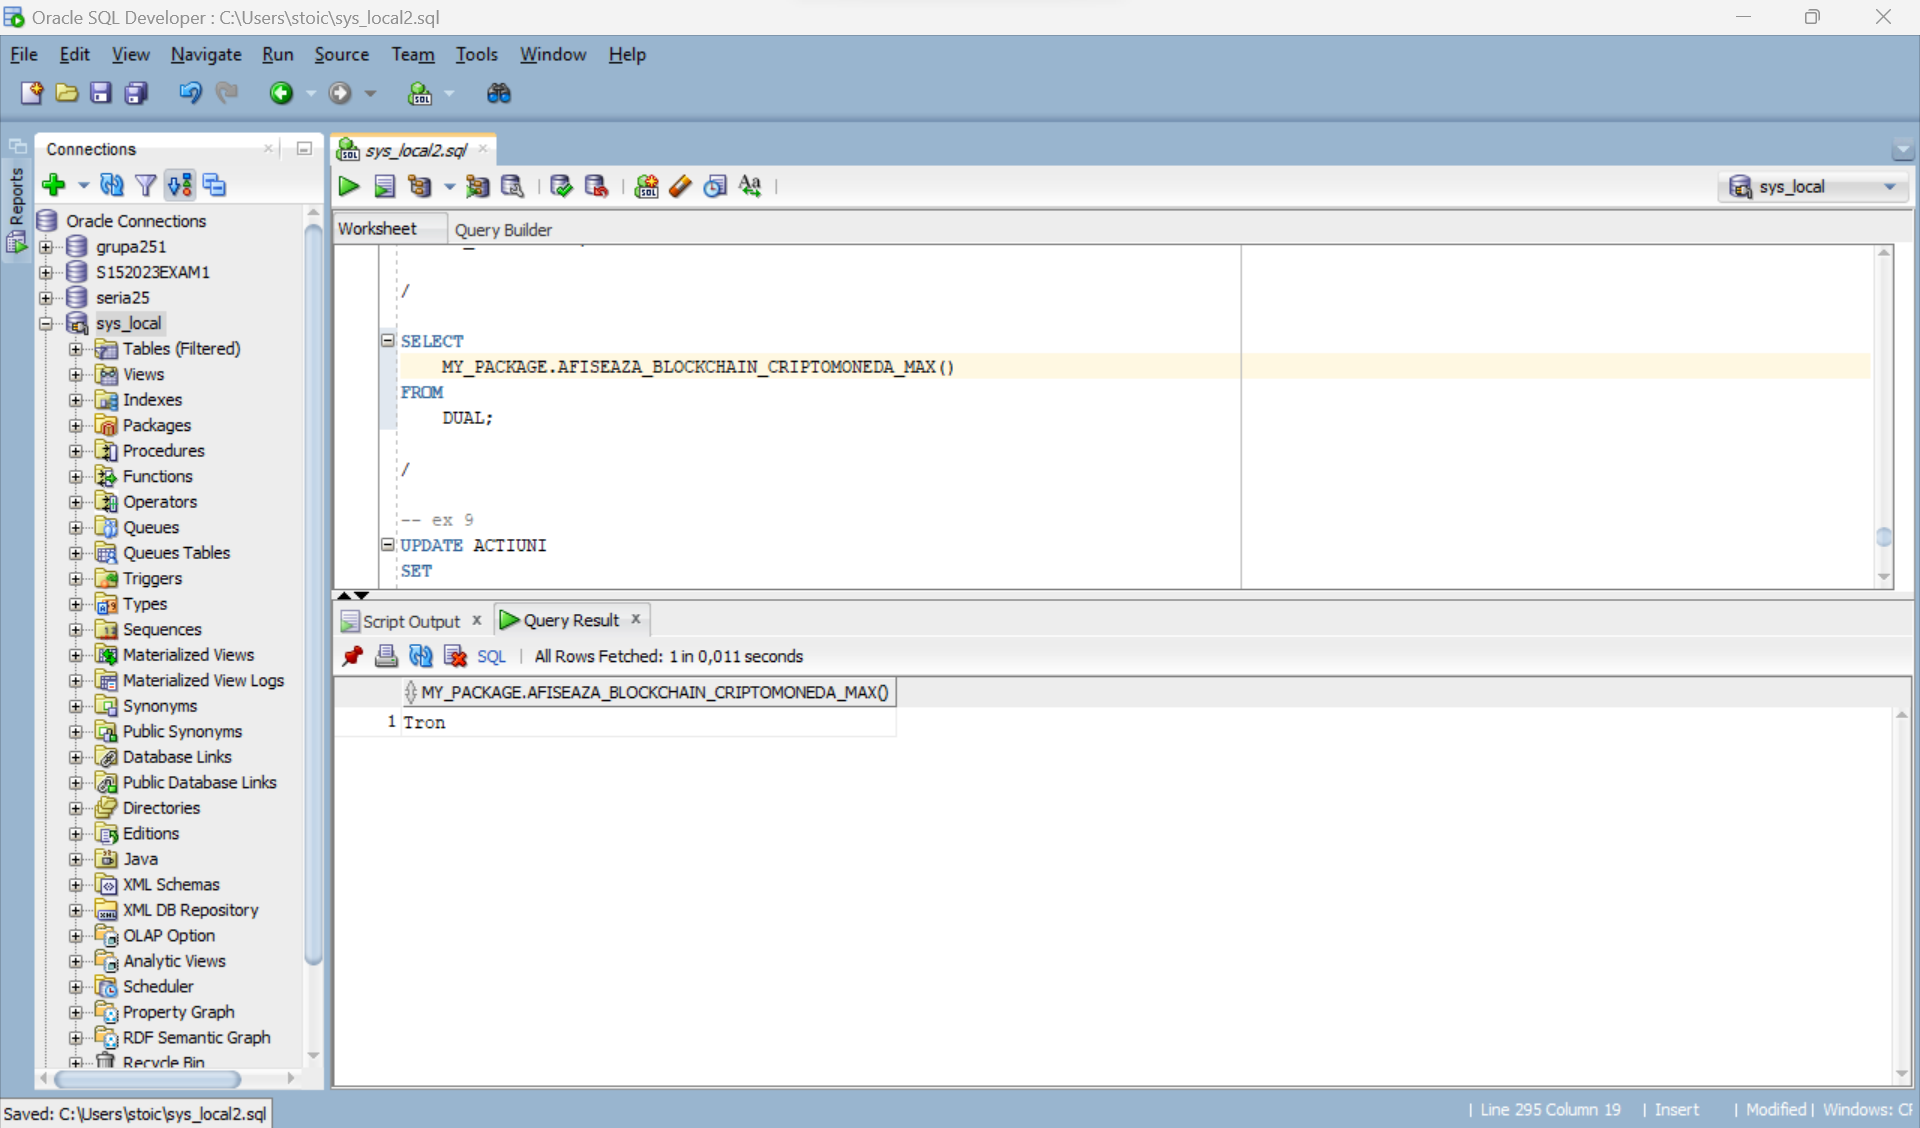 Oracle SQL Developer : C:\Users\stoic\sys_local2.sql
File Edit View Navigate Run Source Team Tools Window Help
Reports
Connections
Oracle Connections
grupa251
S152023EXAM1
seria25
sys_local
Tables (Filtered)
Views
Indexes
Packages
Procedures
Functions
Operators
Queues
Queues Tables
Triggers
Types
Sequences
Materialized Views
Materialized View Logs
Synonyms
Public Synonyms
Database Links
Public Database Links
Directories
Editions
Java
XML Schemas
XML DB Repository
OLAP Option
Analytic Views
Scheduler
Property Graph
RDF Semantic Graph
Recycle Bin
sys_local2.sql
sys_local
Worksheet Query Builder
/
SELECT
MY_PACKAGE.AFISEAZA_BLOCKCHAIN_CRIPTOMONEDA_MAX()
FROM
DUAL;
/
-- ex 9
UPDATE ACTIUNI
SET
Script Output x Query Result x
SQL | All Rows Fetched: 1 in 0,011 seconds
MY_PACKAGE.AFISEAZA_BLOCKCHAIN_CRIPTOMONEDA_MAX()
1 Tron
Saved: C:\Users\stoic\sys_local2.sql
| Line 295 Column 19 | Insert | Modified | Windows: